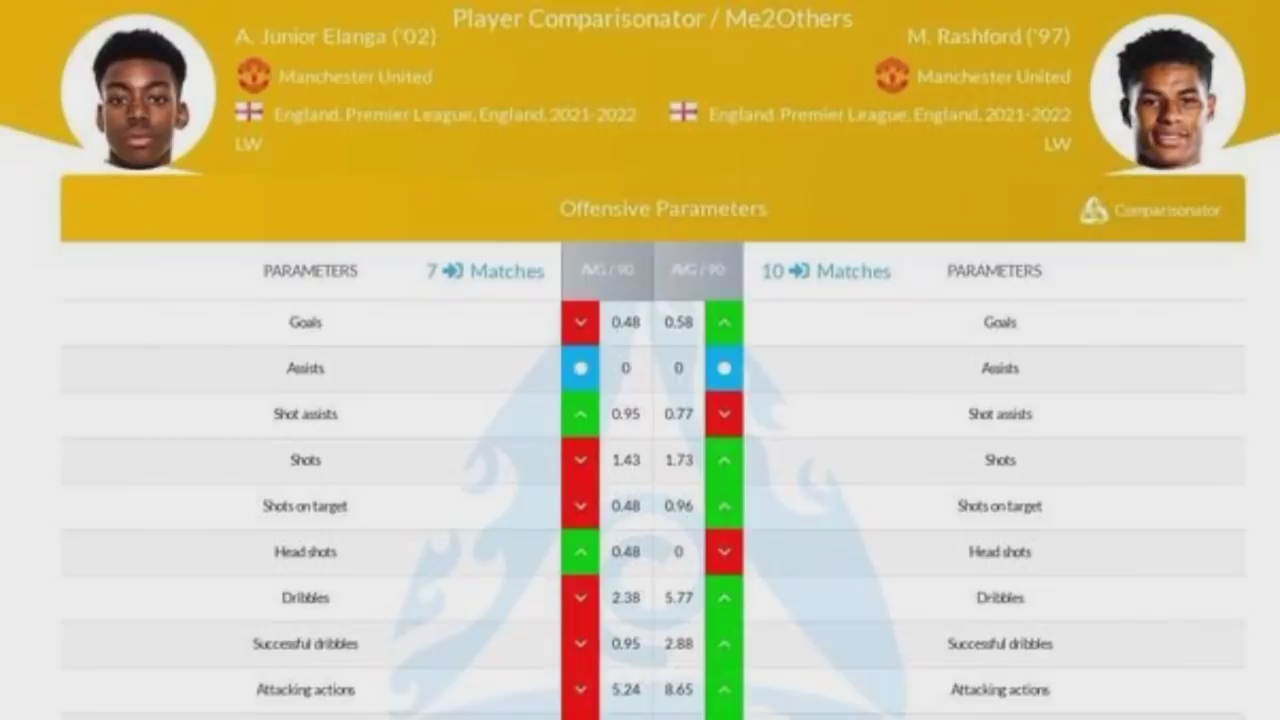 Player Comparisonator / Me2Others
A. Junior Elanga ('02)
M. Rashford ('97)
Manchester United
Manchester United
England, Premier League, England, 2021-2022
England, Premier League, England, 2021-2022
LW
LW
Offensive Parameters
Comparisonator
PARAMETERS 7 Matches AVG / 90 AVG / 90 10 Matches PARAMETERS
Goals 0.48 0.58 Goals
Assists 0 0 Assists
Shot assists 0.95 0.77 Shot assists
Shots 1.43 1.73 Shots
Shots on target 0.48 0.96 Shots on target
Head shots 0.48 0 Head shots
Dribbles 2.38 5.77 Dribbles
Successful dribbles 0.95 2.88 Successful dribbles
Attacking actions 5.24 8.65 Attacking actions